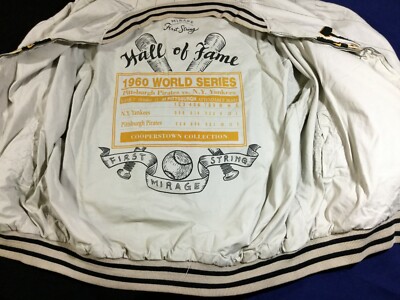 MIRAGE
First String
Hall of Fame
1960 WORLD SERIES
Pittsburgh Pirates vs. N.Y. Yankees
N.Y. Yankees
Pittsburgh Pirates
COOPERSTOWN COLLECTION
FIRST STRING
MIRAGE